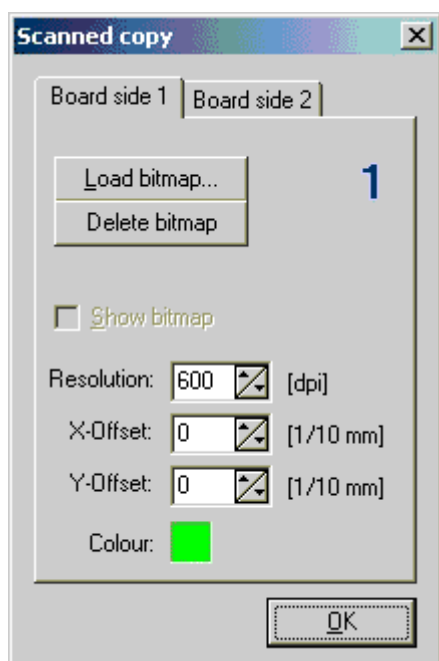 Scanned copy
Board side 1 Board side 2
Load bitmap... 1
Delete bitmap
Show bitmap
Resolution: 600 [dpi]
X-Offset: 0 [1/10 mm]
Y-Offset: 0 [1/10 mm]
Colour:
OK